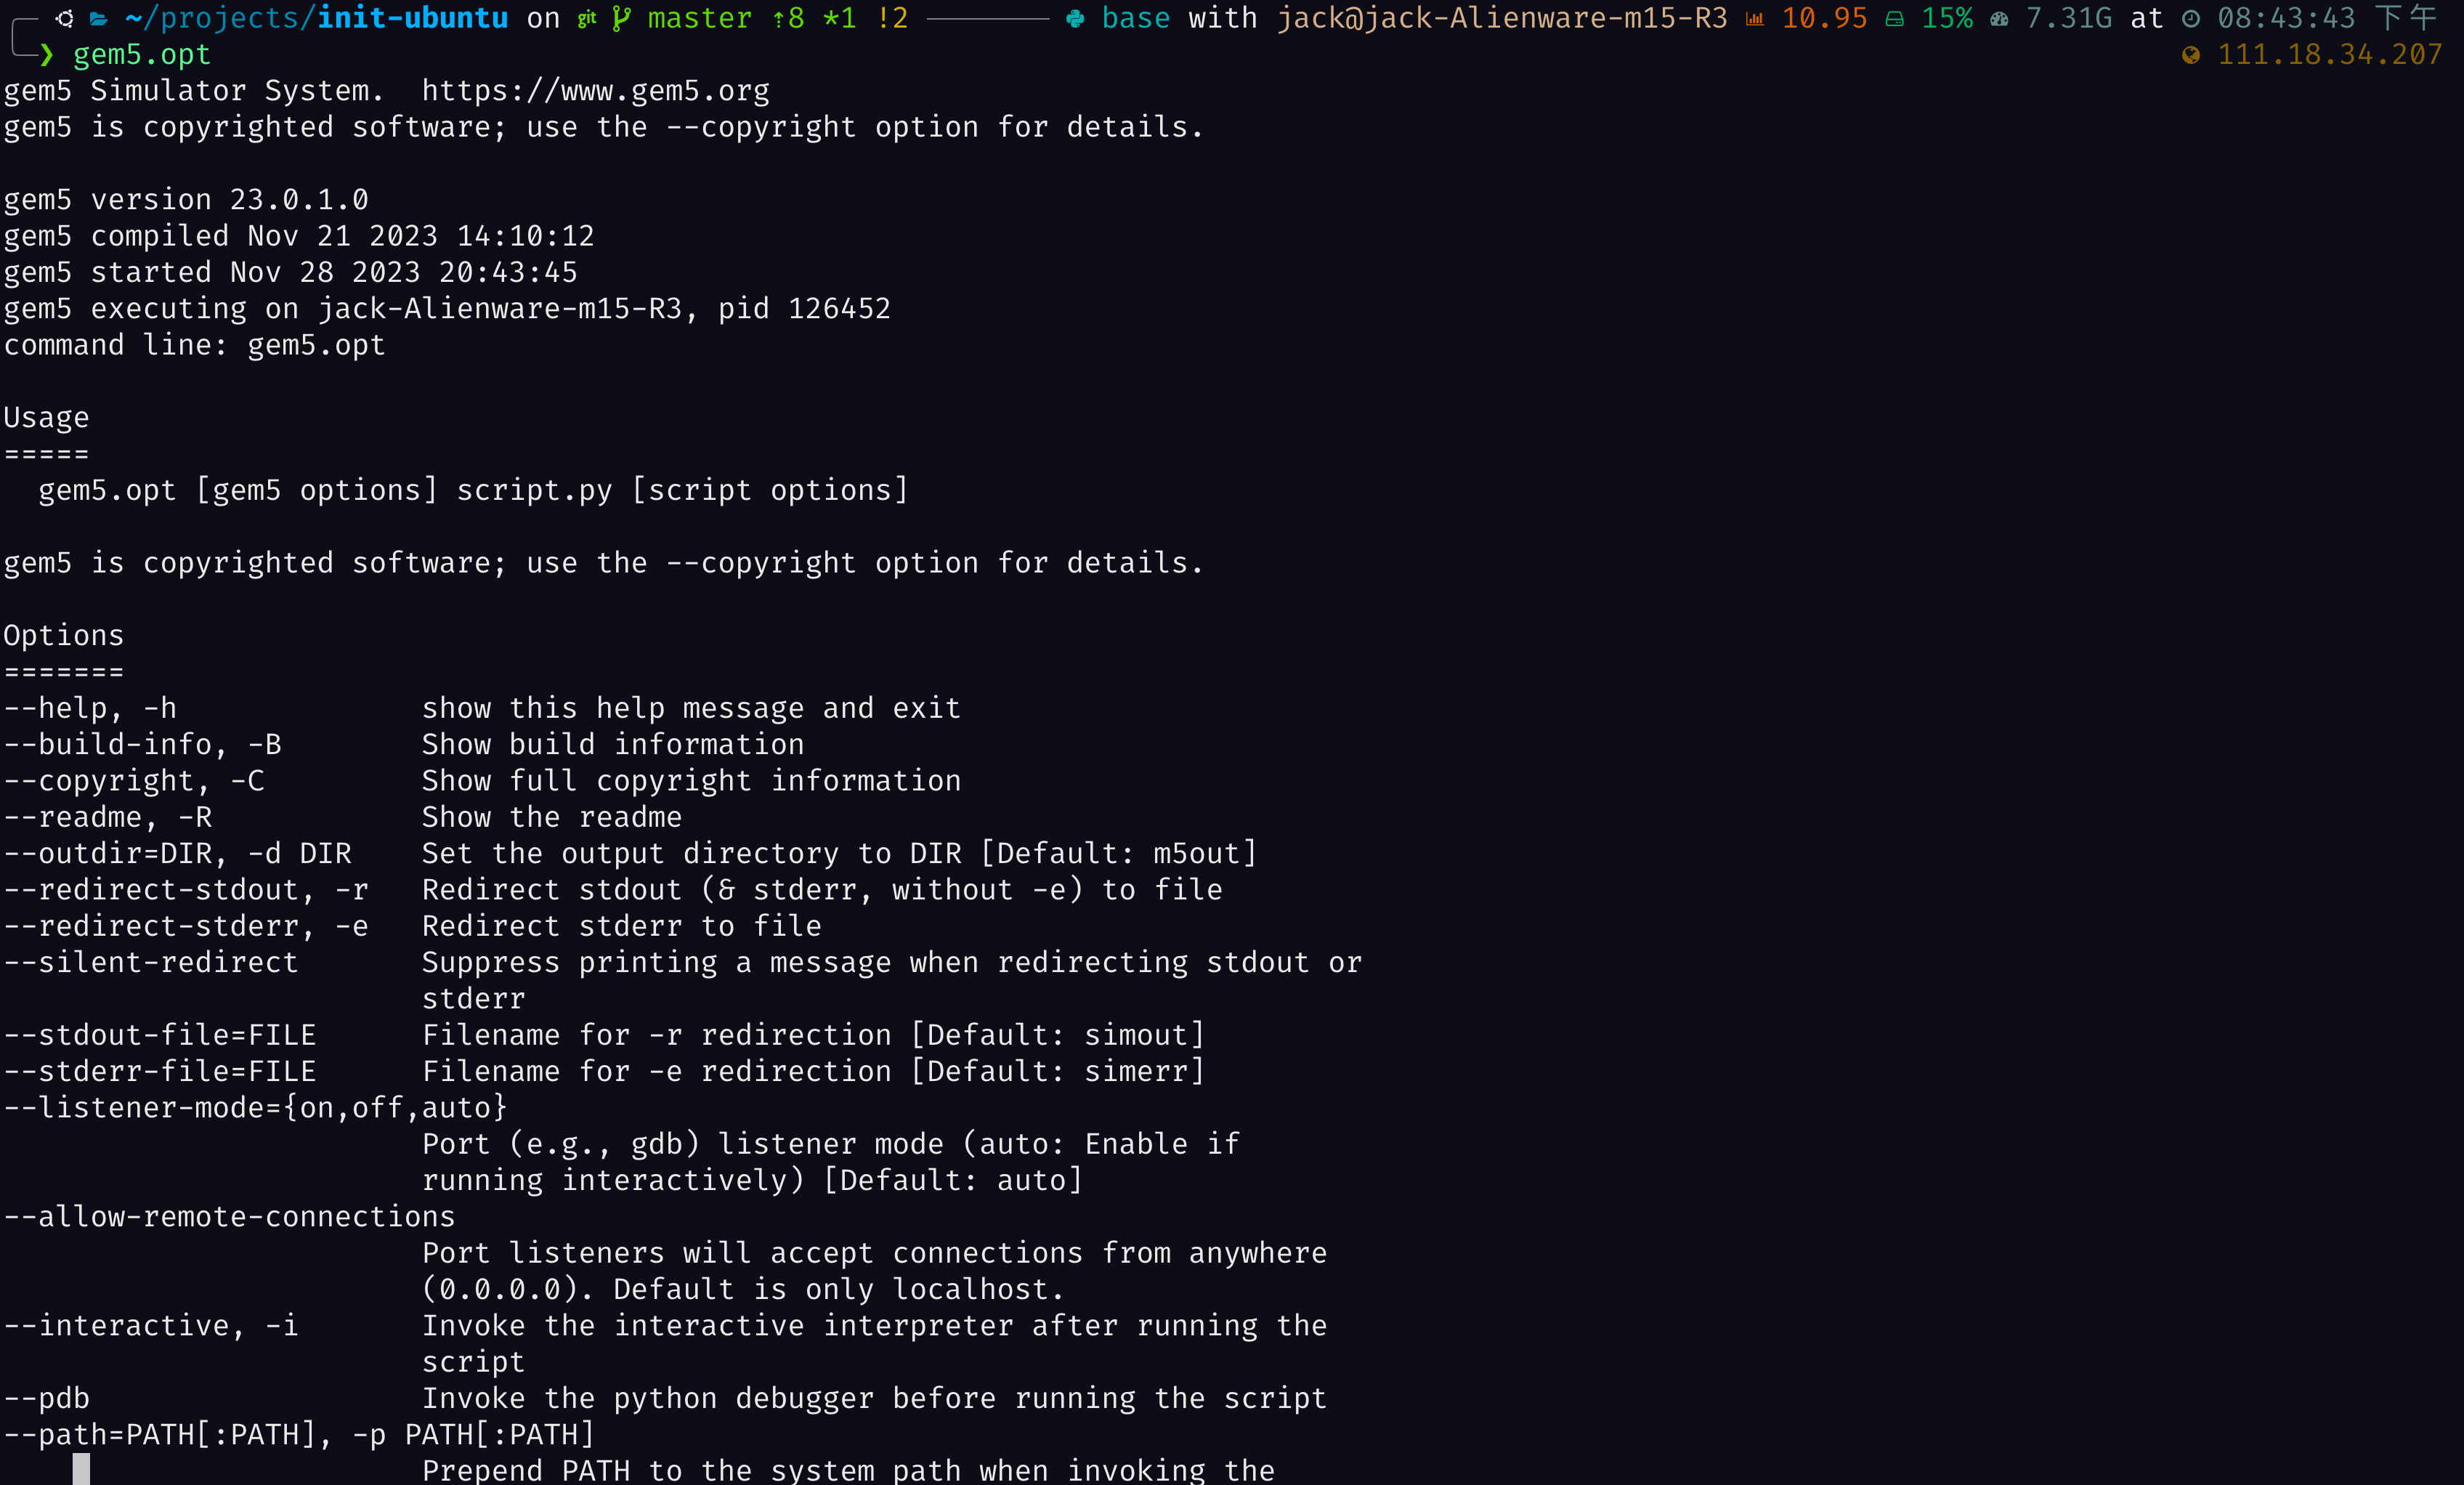 ~/projects/init-ubuntu on git master ⇡8 *1 !2 base with jack@jack-Alienware-m15-R3 10.95 15% 7.31G at 08:43:43 下午
❯ gem5.opt 111.18.34.207
gem5 Simulator System.  https://www.gem5.org
gem5 is copyrighted software; use the --copyright option for details.

gem5 version 23.0.1.0
gem5 compiled Nov 21 2023 14:10:12
gem5 started Nov 28 2023 20:43:45
gem5 executing on jack-Alienware-m15-R3, pid 126452
command line: gem5.opt

Usage
=====
  gem5.opt [gem5 options] script.py [script options]

gem5 is copyrighted software; use the --copyright option for details.

Options
=======
--help, -h              show this help message and exit
--build-info, -B        Show build information
--copyright, -C         Show full copyright information
--readme, -R            Show the readme
--outdir=DIR, -d DIR    Set the output directory to DIR [Default: m5out]
--redirect-stdout, -r   Redirect stdout (& stderr, without -e) to file
--redirect-stderr, -e   Redirect stderr to file
--silent-redirect       Suppress printing a message when redirecting stdout or
                        stderr
--stdout-file=FILE      Filename for -r redirection [Default: simout]
--stderr-file=FILE      Filename for -e redirection [Default: simerr]
--listener-mode={on,off,auto}
                        Port (e.g., gdb) listener mode (auto: Enable if
                        running interactively) [Default: auto]
--allow-remote-connections
                        Port listeners will accept connections from anywhere
                        (0.0.0.0). Default is only localhost.
--interactive, -i       Invoke the interactive interpreter after running the
                        script
--pdb                   Invoke the python debugger before running the script
--path=PATH[:PATH], -p PATH[:PATH]
                        Prepend PATH to the system path when invoking the